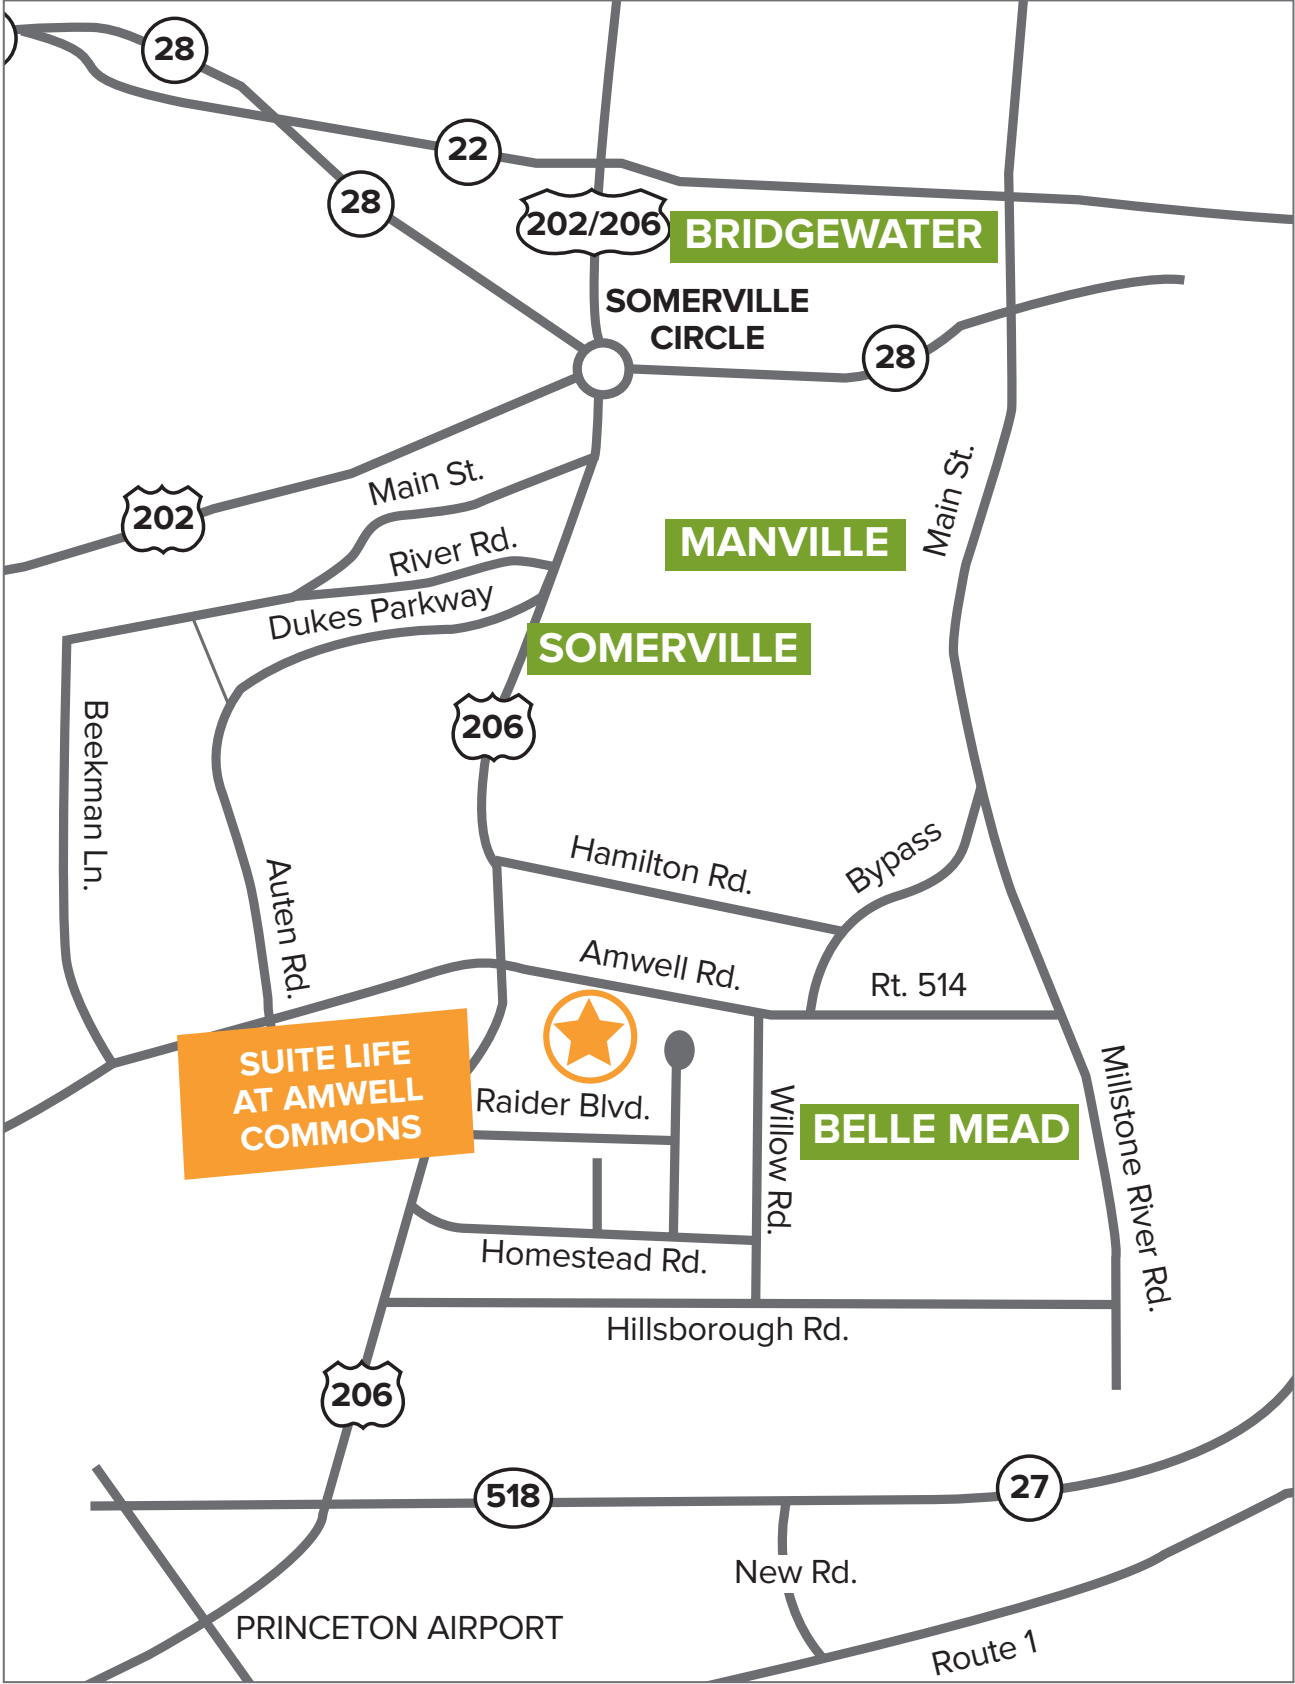 28
22
28
202/206
BRIDGEWATER
SOMERVILLE
CIRCLE
28
Main St.
Main St.
202
River Rd.
MANVILLE
Dukes Parkway
SOMERVILLE
206
Beekman Ln.
Hamilton Rd.
Bypass
Auten Rd.
Amwell Rd.
Rt. 514
SUITE LIFE
AT AMWELL
COMMONS
Raider Blvd.
Willow Rd.
BELLE MEAD
Millstone River Rd.
Homestead Rd.
Hillsborough Rd.
206
518
27
New Rd.
PRINCETON AIRPORT
Route 1